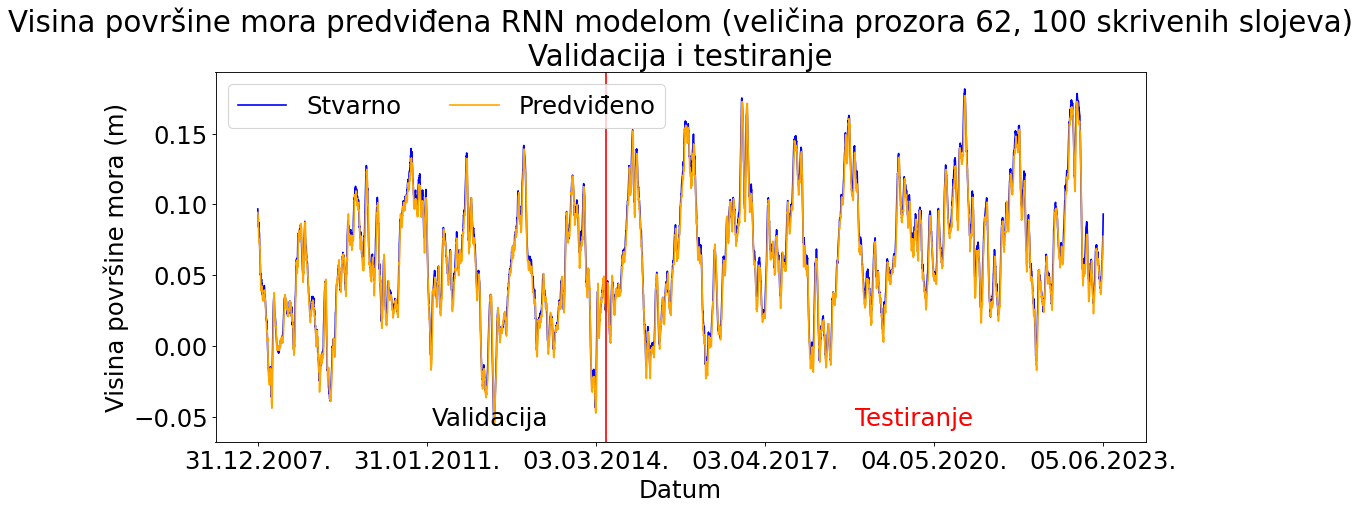 Visina površine mora predviđena RNN modelom (veličina prozora 62, 100 skrivenih slojeva)
Validacija i testiranje
Stvarno
Predviđeno
Visina površine mora (m)
0.15
0.10
0.05
0.00
−0.05
Validacija
Testiranje
31.12.2007.
31.01.2011.
03.03.2014.
03.04.2017.
04.05.2020.
05.06.2023.
Datum